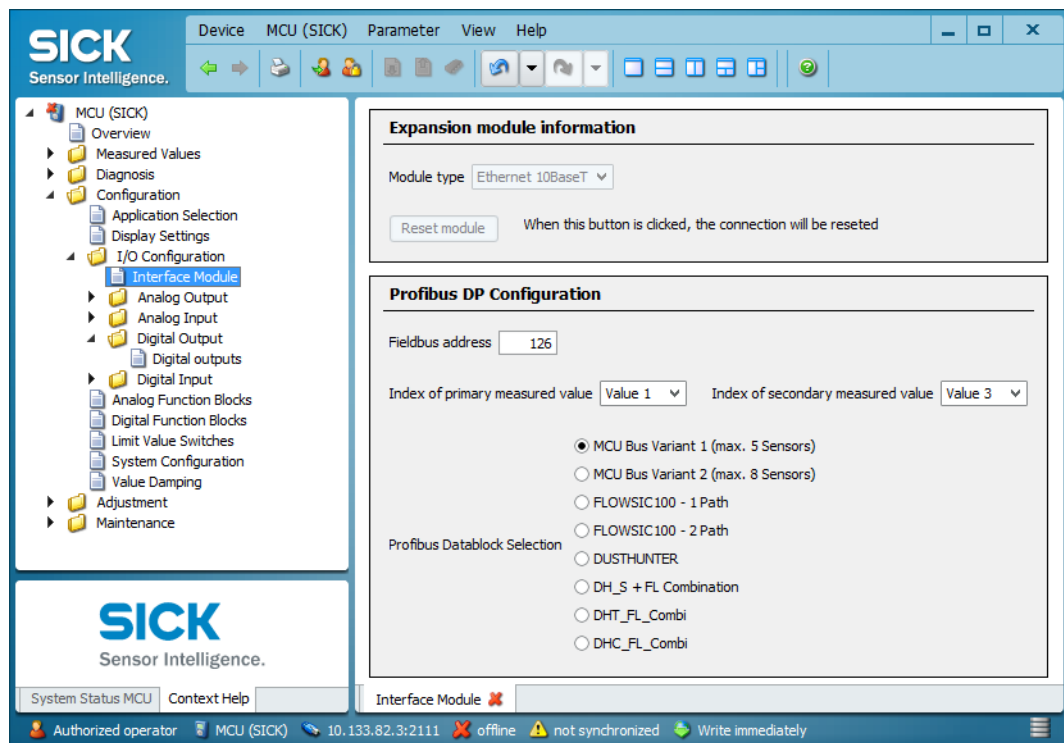 SICK
Sensor Intelligence.
Device MCU (SICK) Parameter View Help
MCU (SICK)
Overview
Measured Values
Diagnosis
Configuration
Application Selection
Display Settings
I/O Configuration
Interface Module
Analog Output
Analog Input
Digital Output
Digital outputs
Digital Input
Analog Function Blocks
Digital Function Blocks
Limit Value Switches
System Configuration
Value Damping
Adjustment
Maintenance
SICK
Sensor Intelligence.
System Status MCU Context Help
Expansion module information
Module type Ethernet 10BaseT
Reset module When this button is clicked, the connection will be reseted
Profibus DP Configuration
Fieldbus address 126
Index of primary measured value Value 1 Index of secondary measured value Value 3
MCU Bus Variant 1 (max. 5 Sensors)
MCU Bus Variant 2 (max. 8 Sensors)
FLOWSIC100 - 1 Path
FLOWSIC100 - 2 Path
Profibus Datablock Selection
DUSTHUNTER
DH_S + FL Combination
DHT_FL_Combi
DHC_FL_Combi
Interface Module
Authorized operator MCU (SICK) 10.133.82.3:2111 offline not synchronized Write immediately